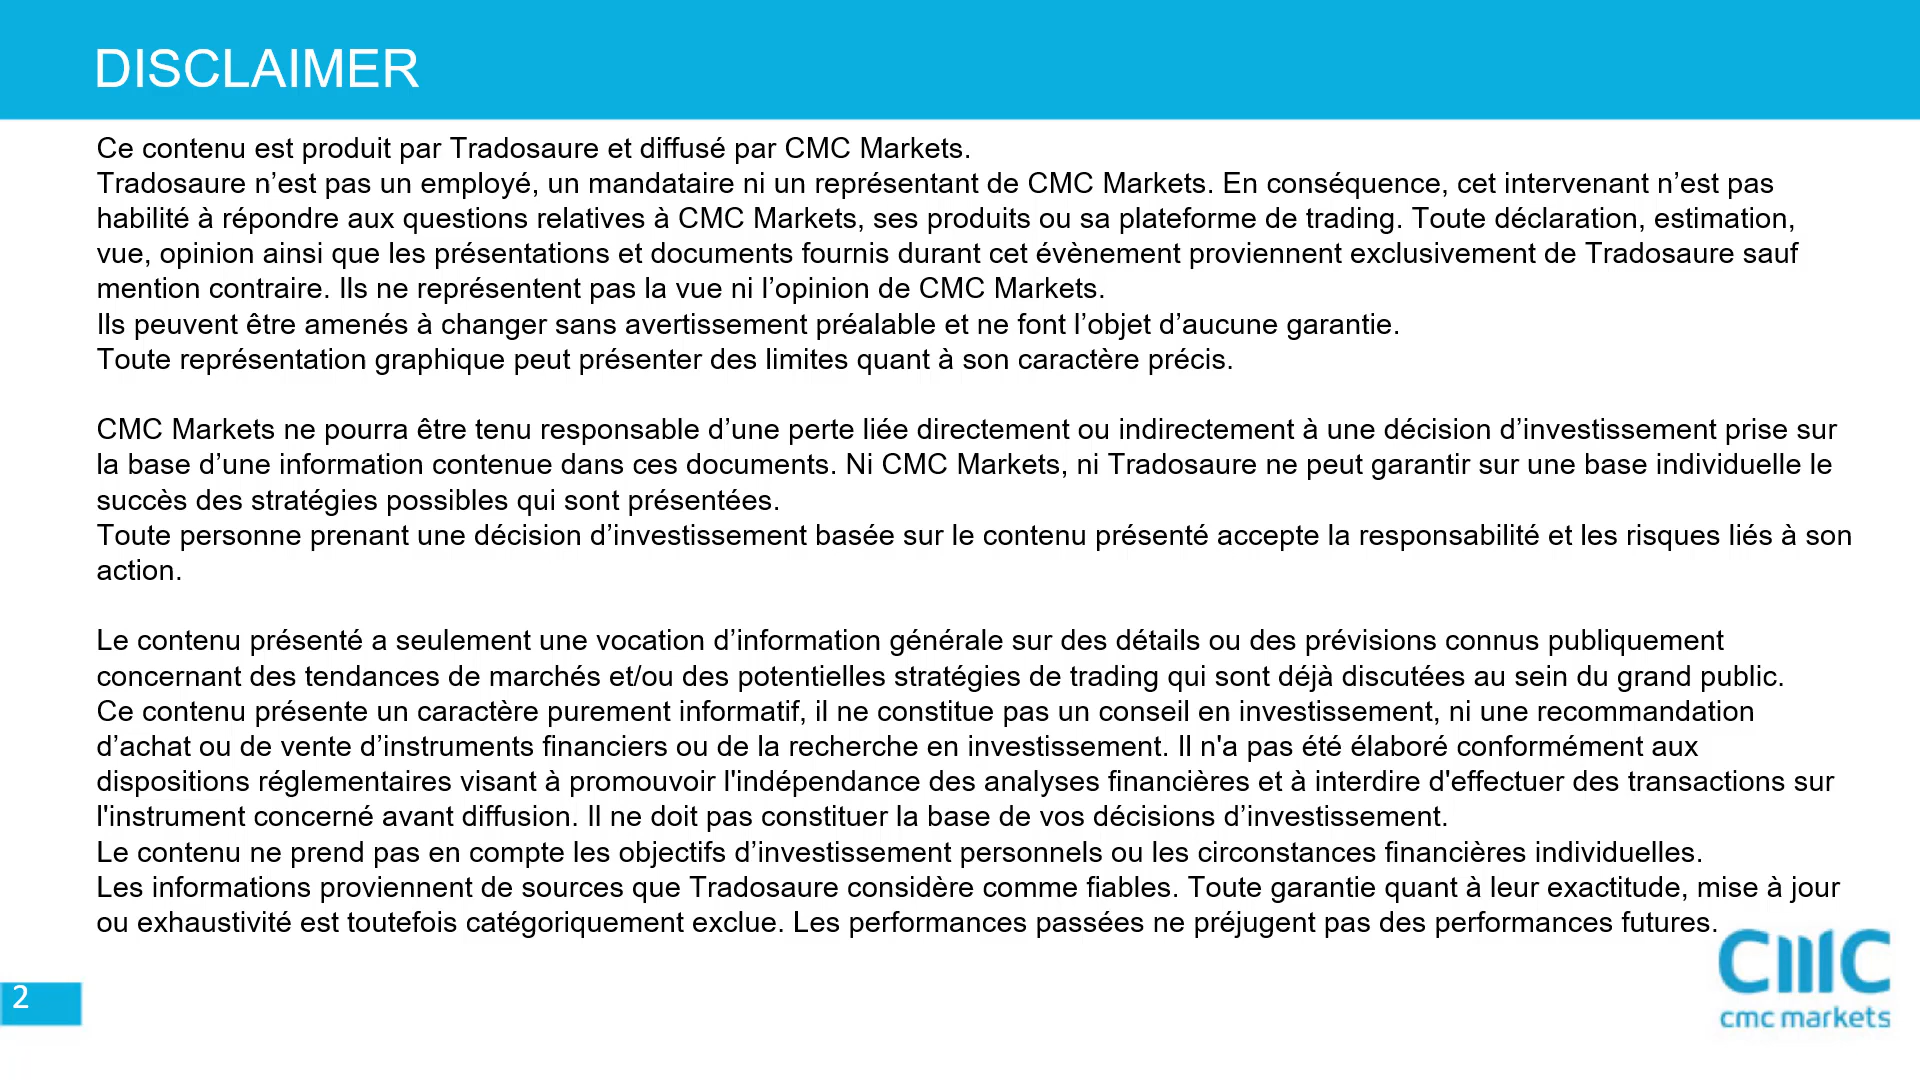 DISCLAIMER
Ce contenu est produit par Tradosaure et diffusé par CMC Markets.
Tradosaure n’est pas un employé, un mandataire ni un représentant de CMC Markets. En conséquence, cet intervenant n’est pas
habilité à répondre aux questions relatives à CMC Markets, ses produits ou sa plateforme de trading. Toute déclaration, estimation,
vue, opinion ainsi que les présentations et documents fournis durant cet évènement proviennent exclusivement de Tradosaure sauf
mention contraire. Ils ne représentent pas la vue ni l’opinion de CMC Markets.
Ils peuvent être amenés à changer sans avertissement préalable et ne font l’objet d’aucune garantie.
Toute représentation graphique peut présenter des limites quant à son caractère précis.
CMC Markets ne pourra être tenu responsable d’une perte liée directement ou indirectement à une décision d’investissement prise sur
la base d’une information contenue dans ces documents. Ni CMC Markets, ni Tradosaure ne peut garantir sur une base individuelle le
succès des stratégies possibles qui sont présentées.
Toute personne prenant une décision d’investissement basée sur le contenu présenté accepte la responsabilité et les risques liés à son
action.
Le contenu présenté a seulement une vocation d’information générale sur des détails ou des prévisions connus publiquement
concernant des tendances de marchés et/ou des potentielles stratégies de trading qui sont déjà discutées au sein du grand public.
Ce contenu présente un caractère purement informatif, il ne constitue pas un conseil en investissement, ni une recommandation
d’achat ou de vente d’instruments financiers ou de la recherche en investissement. Il n'a pas été élaboré conformément aux
dispositions réglementaires visant à promouvoir l'indépendance des analyses financières et à interdire d'effectuer des transactions sur
l'instrument concerné avant diffusion. Il ne doit pas constituer la base de vos décisions d’investissement.
Le contenu ne prend pas en compte les objectifs d’investissement personnels ou les circonstances financières individuelles.
Les informations proviennent de sources que Tradosaure considère comme fiables. Toute garantie quant à leur exactitude, mise à jour
ou exhaustivité est toutefois catégoriquement exclue. Les performances passées ne préjugent pas des performances futures.
2
CMC
cmc markets